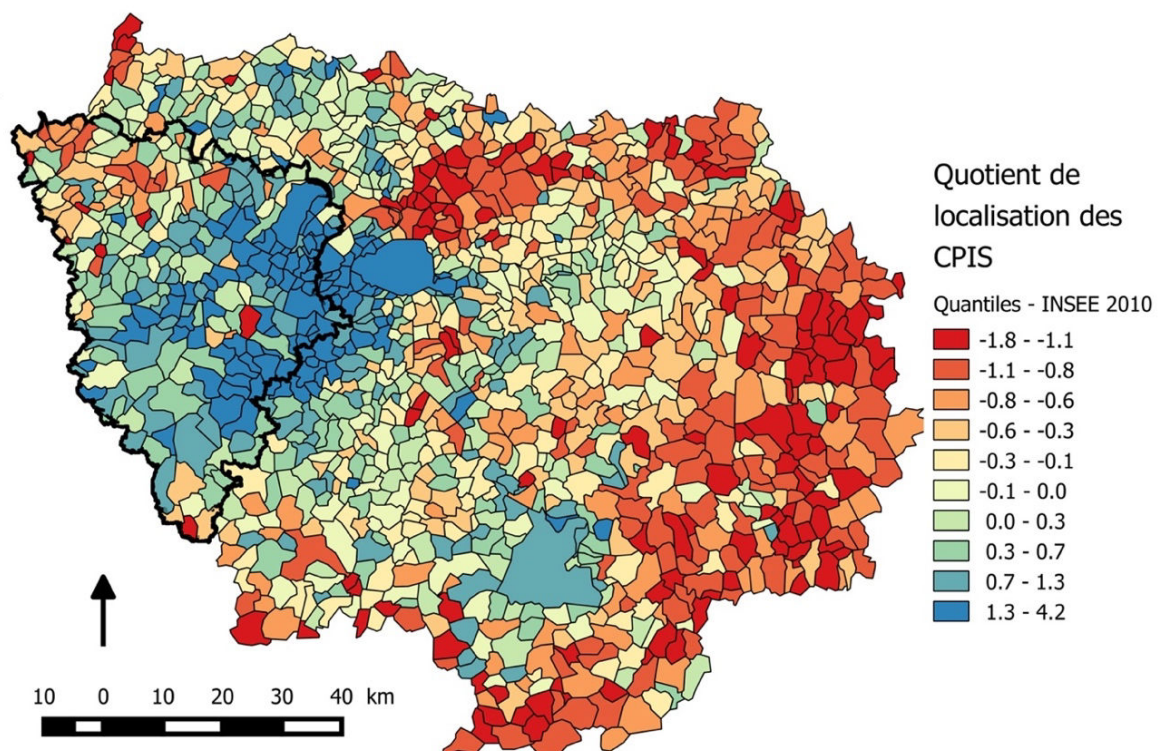 Quotient de
localisation des
CPIS
Quantiles - INSEE 2010
-1.8 - -1.1
-1.1 - -0.8
-0.8 - -0.6
-0.6 - -0.3
-0.3 - -0.1
-0.1 - 0.0
0.0 - 0.3
0.3 - 0.7
0.7 - 1.3
1.3 - 4.2
10 0 10 20 30 40 km